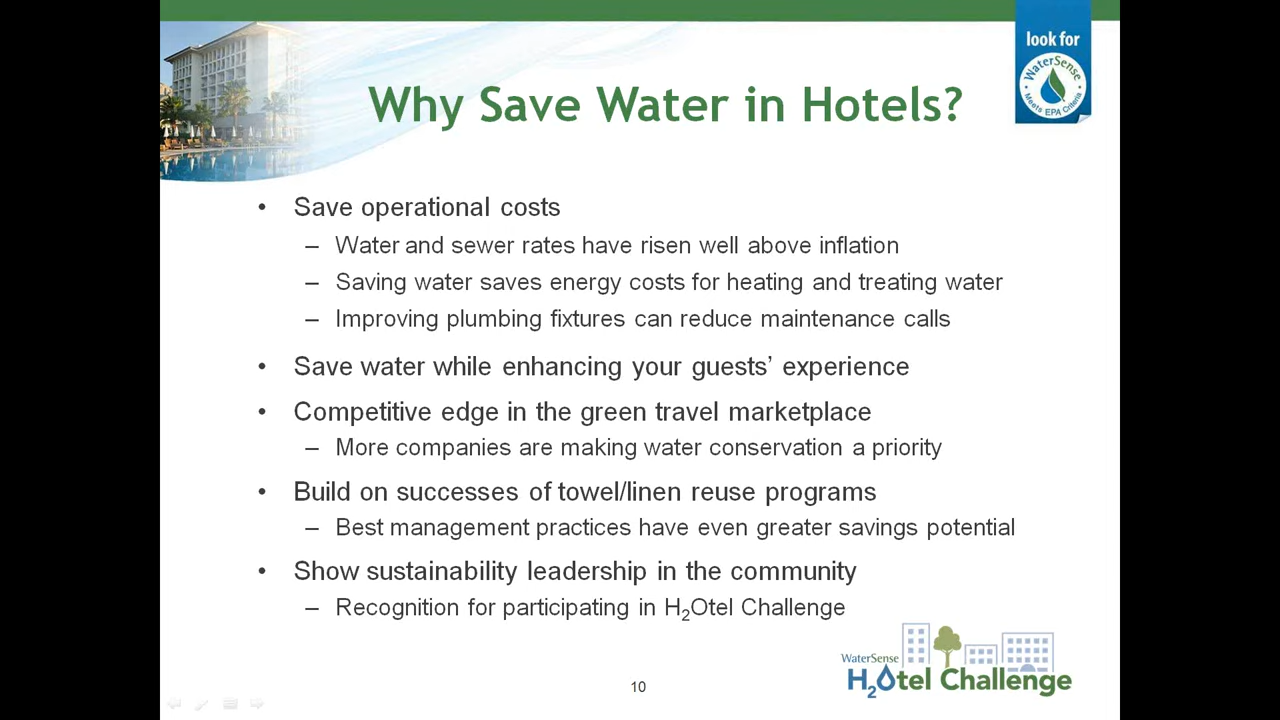 look for
WaterSense
Meets EPA Criteria
Why Save Water in Hotels?
• Save operational costs
– Water and sewer rates have risen well above inflation
– Saving water saves energy costs for heating and treating water
– Improving plumbing fixtures can reduce maintenance calls
• Save water while enhancing your guests’ experience
• Competitive edge in the green travel marketplace
– More companies are making water conservation a priority
• Build on successes of towel/linen reuse programs
– Best management practices have even greater savings potential
• Show sustainability leadership in the community
– Recognition for participating in H₂Otel Challenge
WaterSense
H₂Otel Challenge
10